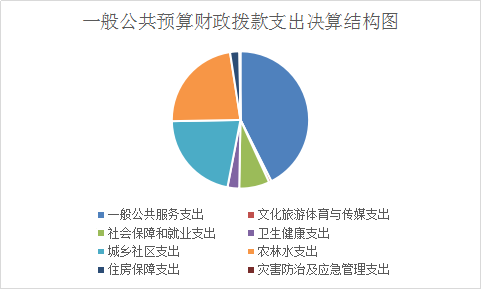 一般公共预算财政拨款支出决算结构图
一般公共服务支出 文化旅游体育与传媒支出
社会保障和就业支出 卫生健康支出
城乡社区支出 农林水支出
住房保障支出 灾害防治及应急管理支出